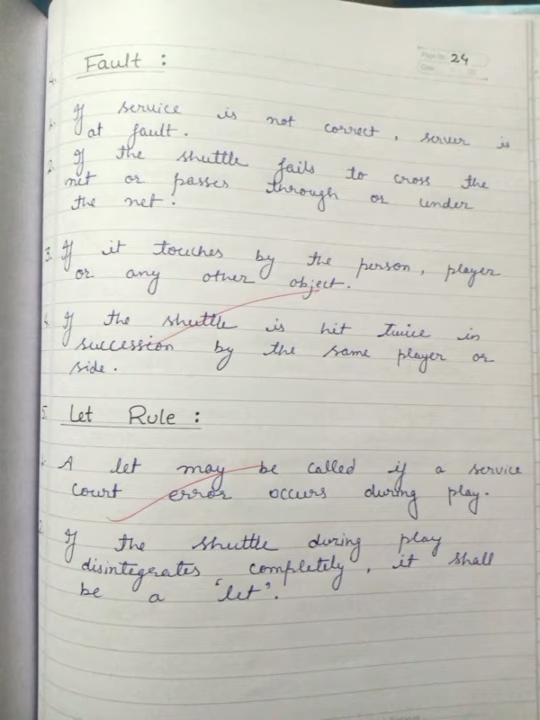 Page No. 24
Date
4. Fault :
1. If service is not correct, server is
at fault.
2. If the shuttle fails to cross the
net or passes through or under
the net.
3. If it touches by the person, player
or any other object.
4. If the shuttle is hit twice in
succession by the same player or
side.
5. Let Rule :
1. A let may be called if a service
court error occurs during play.
2. If the shuttle during play
disintegrates completely, it shall
be a 'let'.